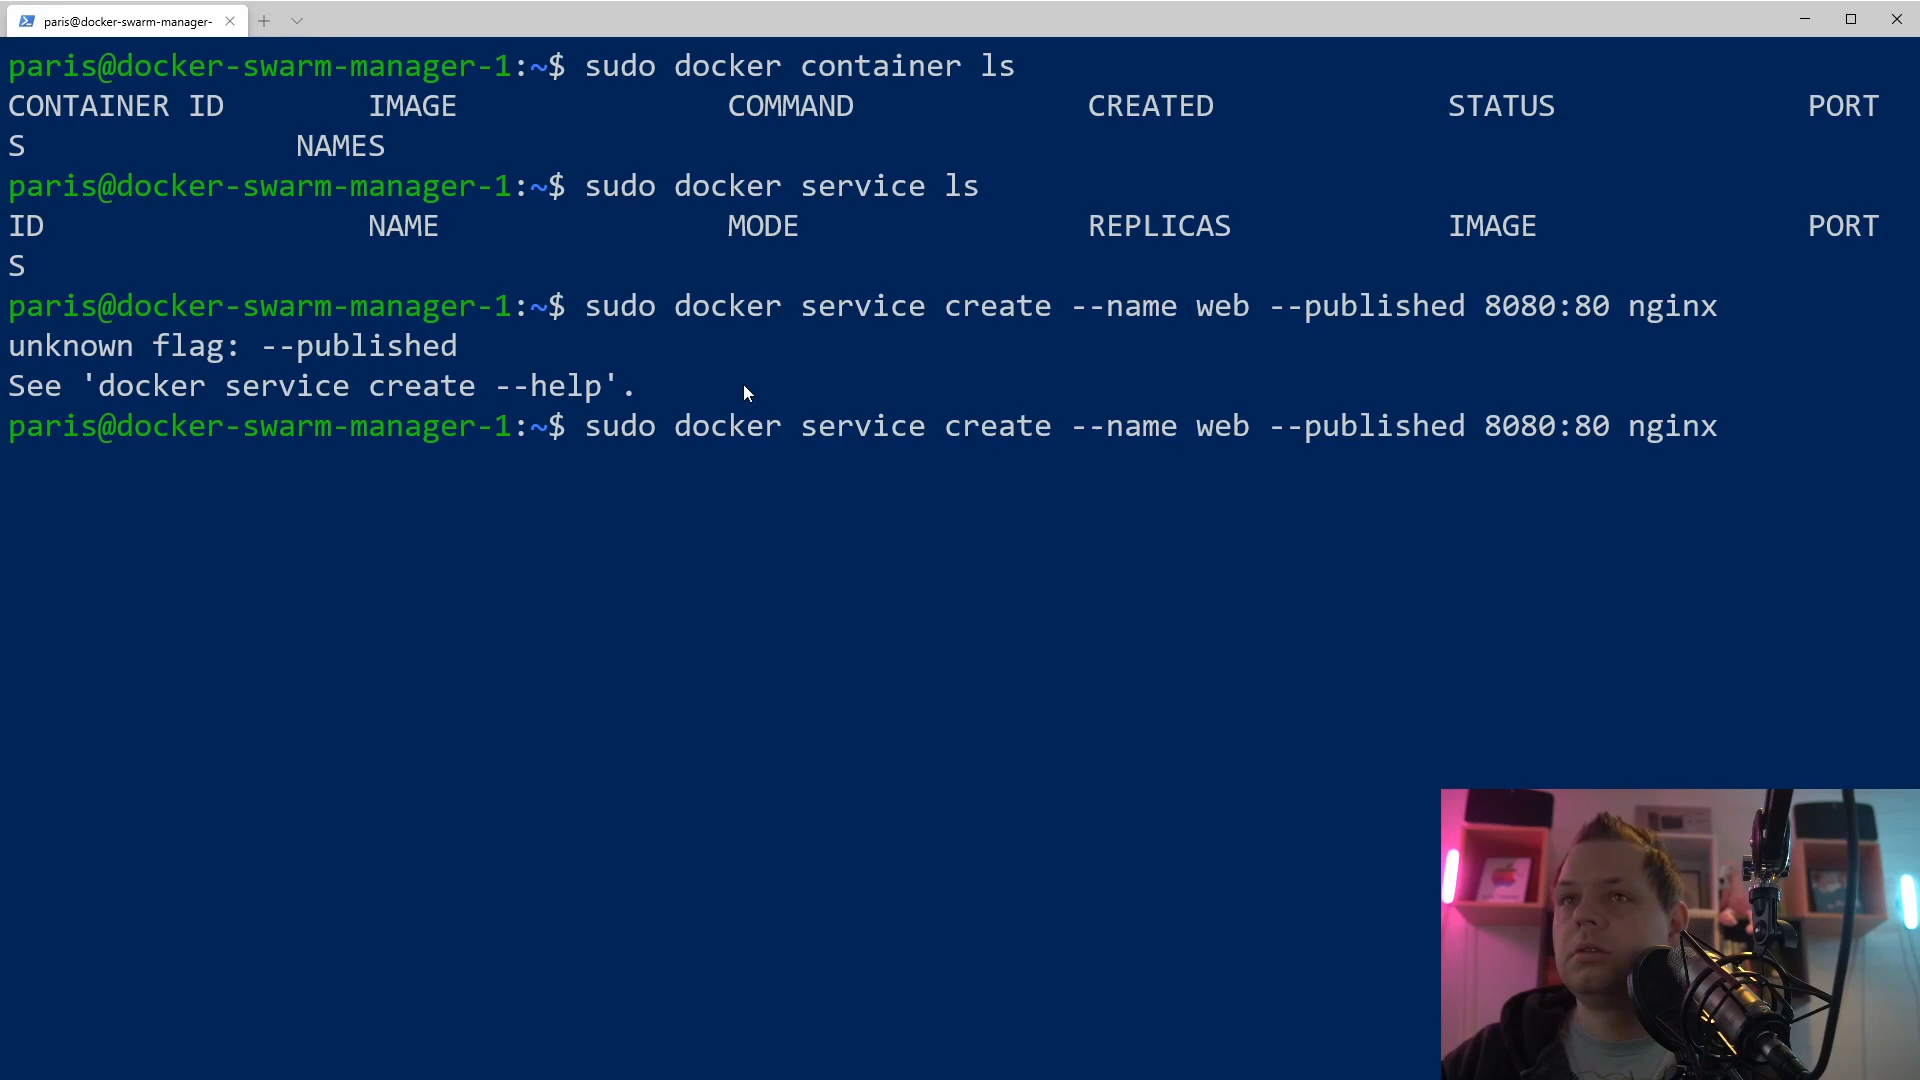 paris@docker-swarm-manager-
paris@docker-swarm-manager-1:~$ sudo docker container ls
CONTAINER ID IMAGE COMMAND CREATED STATUS PORT
S NAMES
paris@docker-swarm-manager-1:~$ sudo docker service ls
ID NAME MODE REPLICAS IMAGE PORT
S
paris@docker-swarm-manager-1:~$ sudo docker service create --name web --published 8080:80 nginx
unknown flag: --published
See 'docker service create --help'.
paris@docker-swarm-manager-1:~$ sudo docker service create --name web --published 8080:80 nginx